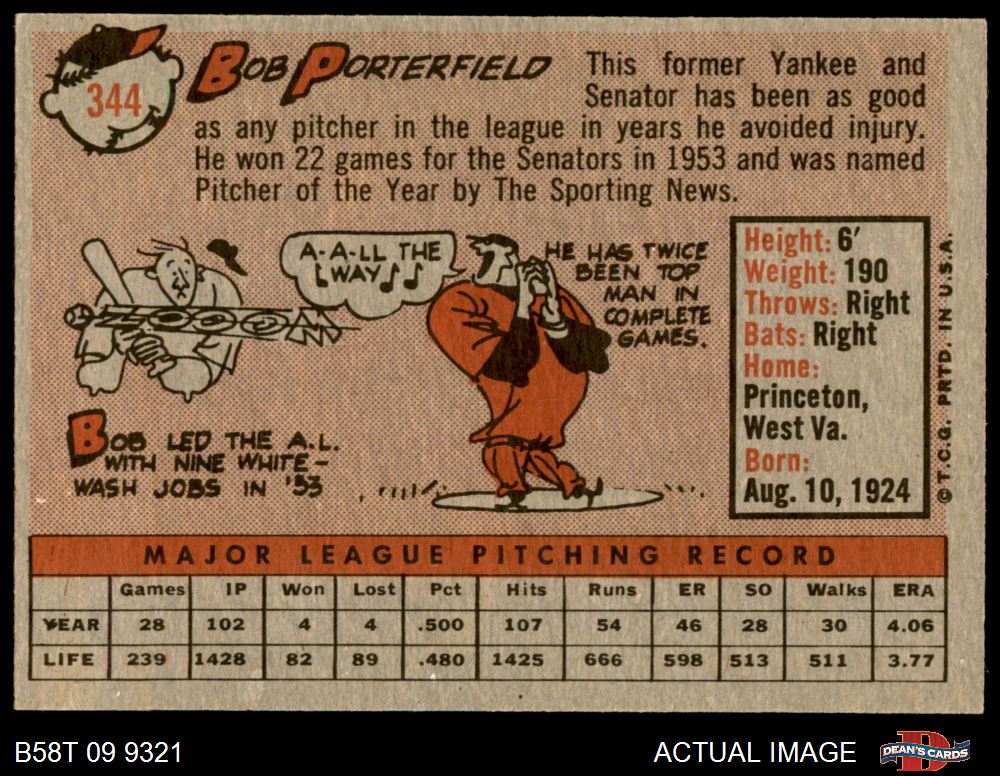 344
BOB PORTERFIELD
This former Yankee and
Senator has been as good
as any pitcher in the league in years he avoided injury.
He won 22 games for the Senators in 1953 and was named
Pitcher of the Year by The Sporting News.
ZOOOM
A-A-LL THE
WAY
HE HAS TWICE
BEEN TOP
MAN IN
COMPLETE
GAMES.
BOB LED THE A.L.
WITH NINE WHITE-
WASH JOBS IN '53
Height: 6'
Weight: 190
Throws: Right
Bats: Right
Home:
Princeton,
West Va.
Born:
Aug. 10, 1924
© T.C.G. PRTD. IN U.S.A.
MAJOR LEAGUE PITCHING RECORD
Games IP Won Lost Pct Hits Runs ER SO Walks ERA
YEAR 28 102 4 4 .500 107 54 46 28 30 4.06
LIFE 239 1428 82 89 .480 1425 666 598 513 511 3.77
B58T 09 9321
ACTUAL IMAGE
DEAN'S CARDS